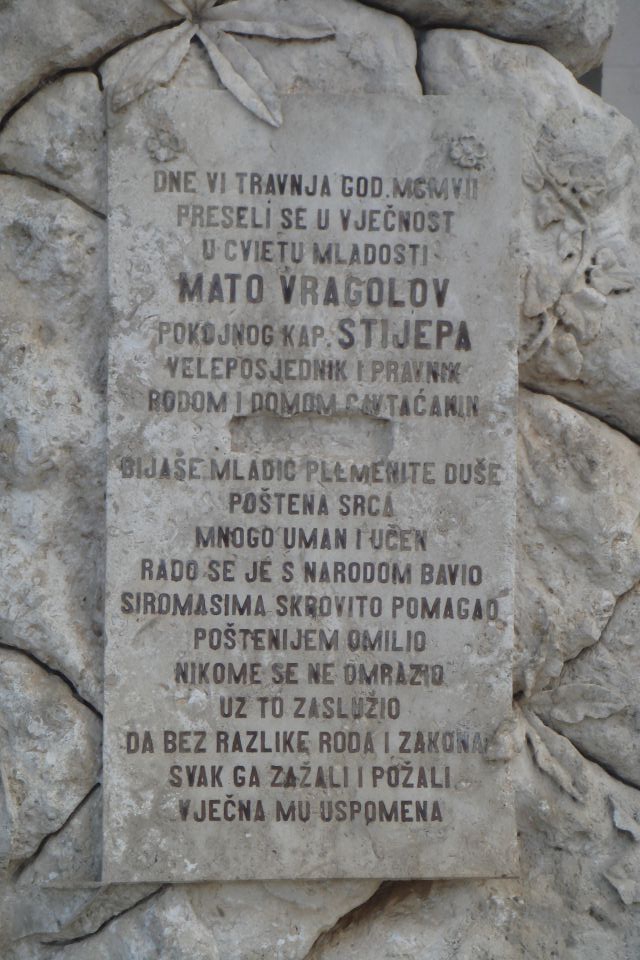 DNE VI TRAVNJA GOD. MCMVII
PRESELI SE U VJEČNOST
U CVIETU MLADOSTI
MATO VRAGOLOV
POKOJNOG KAP. STIJEPA
VELEPOSJEDNIK I PRAVNIK
RODOM I DOMOM CAVTAĆANIN
BIJAŠE MLADIĆ PLEMENITE DUŠE
POŠTENA SRCA
MNOGO UMAN I UČEN
RADO SE JE S NARODOM BAVIO
SIROMASIMA SKROVITO POMAGAO
POŠTENIJEM OMILIO
NIKOME SE NE OMRAZIO
UZ TO ZASLUŽIO
DA BEZ RAZLIKE RODA I ZAKONA
SVAK GA ZAŽALI I POŽALI
VJEČNA MU USPOMENA